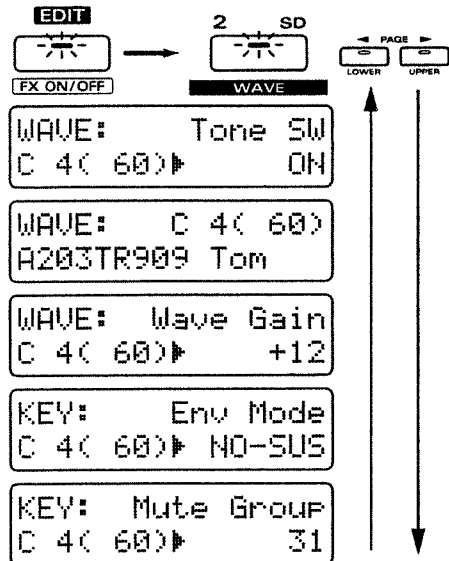 EDIT
2 SD
◄ PAGE ►
LOWER UPPER
FX ON/OFF
WAVE
WAVE: Tone SW
C 4( 60)▶ ON
WAVE: C 4( 60)
A203TR909 Tom
WAVE: Wave Gain
C 4( 60)▶ +12
KEY: Env Mode
C 4( 60)▶ NO-SUS
KEY: Mute Group
C 4( 60)▶ 31